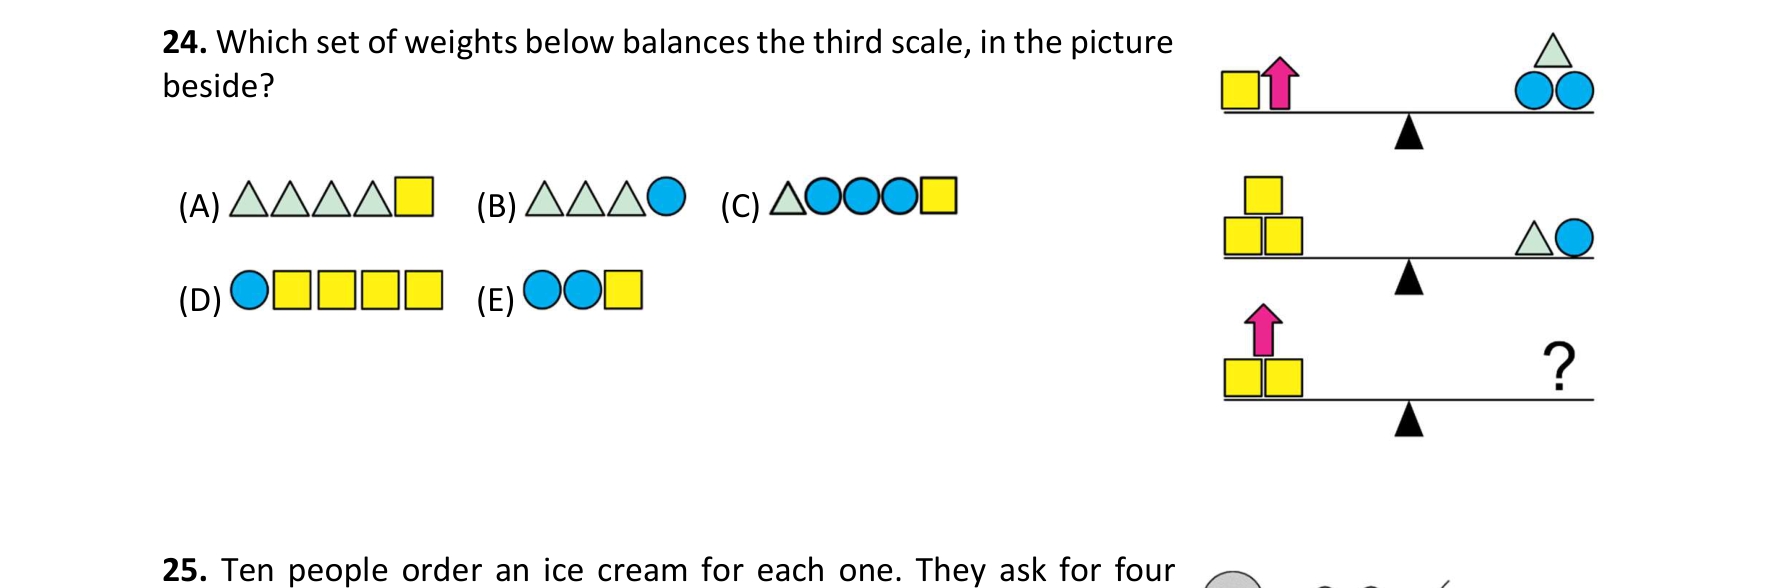 24. Which set of weights below balances the third scale, in the picture
beside?
(A) (B) (C)
(D) (E)
?
25. Ten people order an ice cream for each one. They ask for four